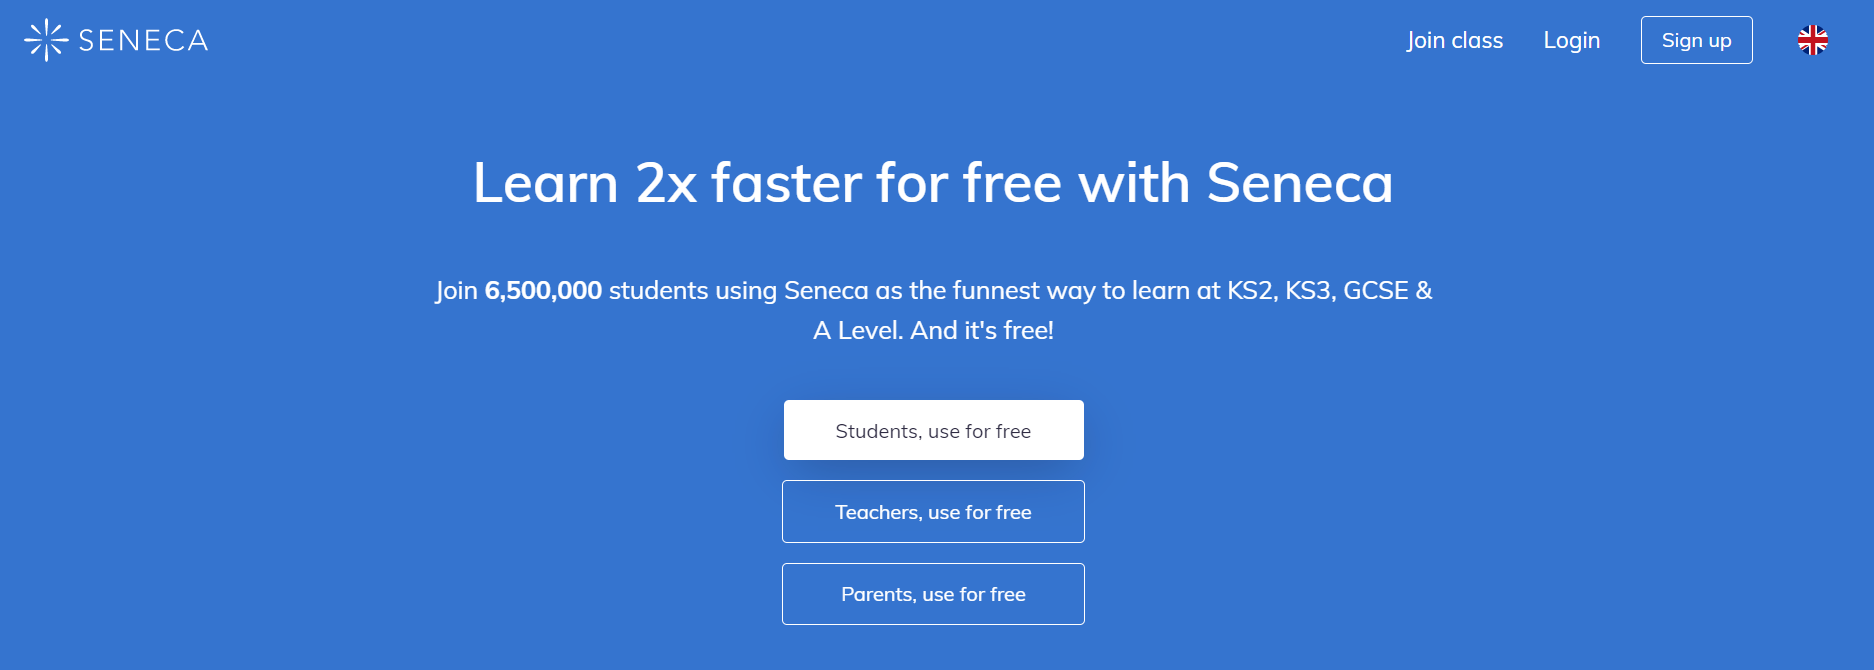 SENECA
Join class
Login
Sign up
Learn 2x faster for free with Seneca
Join 6,500,000 students using Seneca as the funnest way to learn at KS2, KS3, GCSE &
A Level. And it's free!
Students, use for free
Teachers, use for free
Parents, use for free